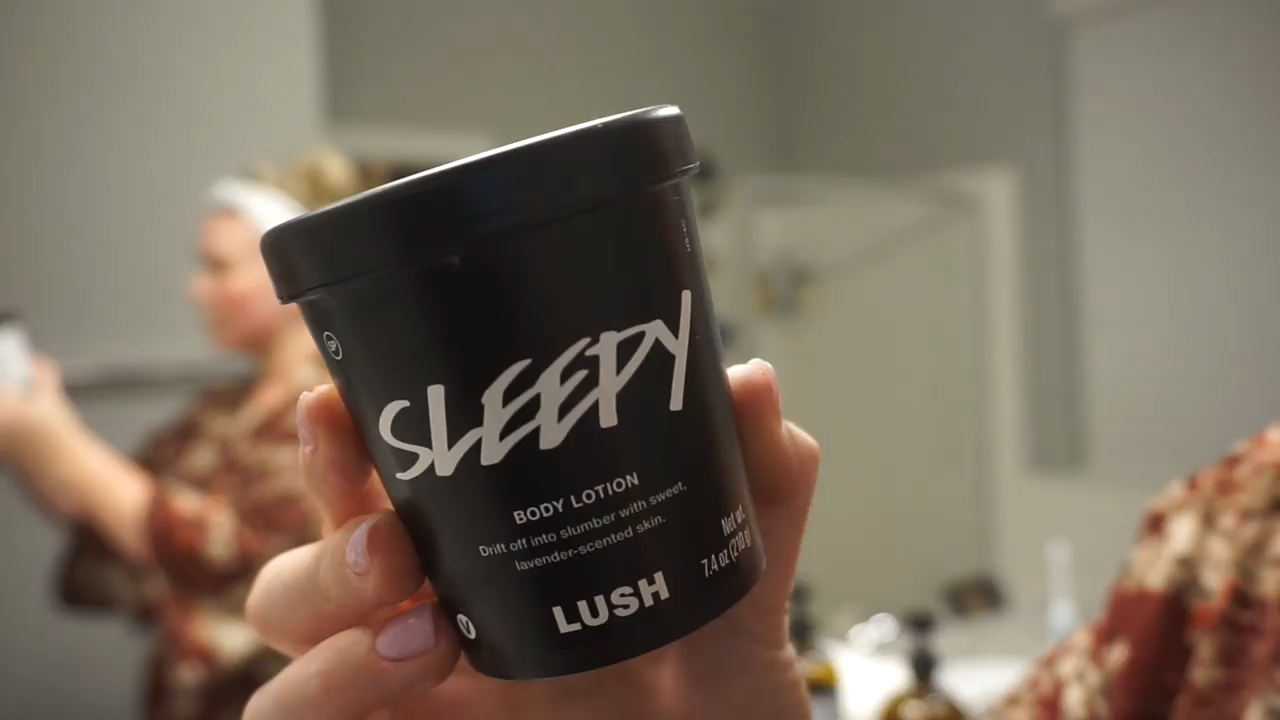 SLEEPY
BODY LOTION
Drift off into slumber with sweet,
lavender-scented skin.
Net wt.
7.4 oz (210 g)
LUSH
V